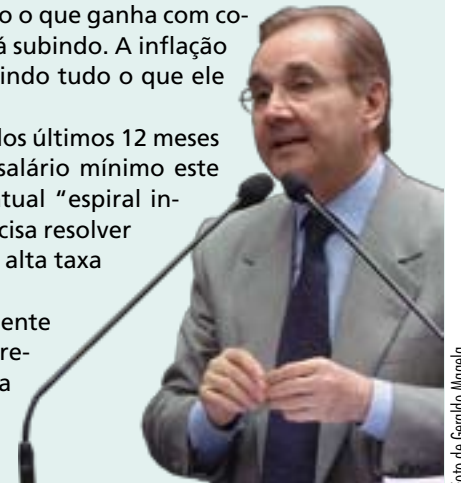 o o que ganha com co-
á subindo. A inflação
indo tudo o que ele
los últimos 12 meses
salário mínimo este
tual “espiral in-
cisa resolver
alta taxa
ente
re-
a
oto de Geraldo Magela